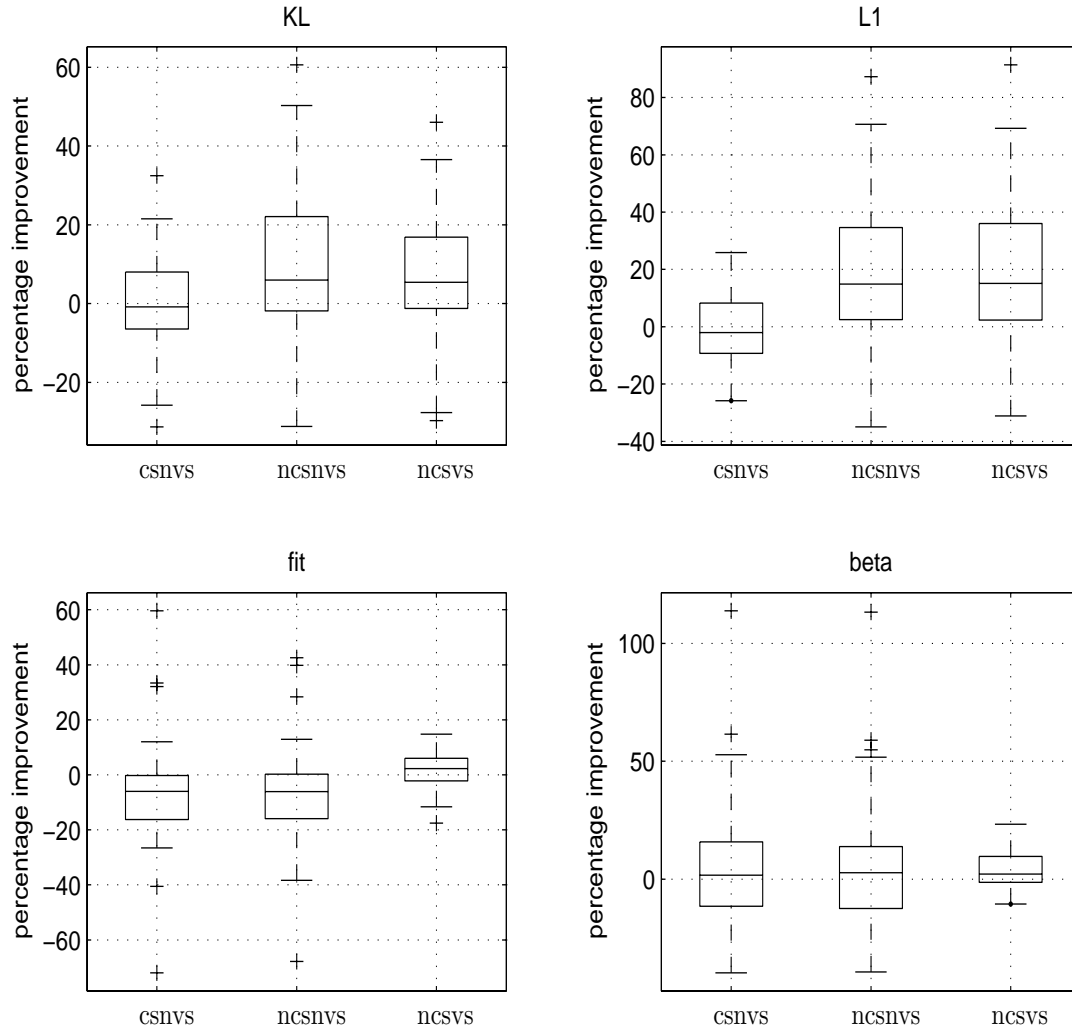 KL
percentage improvement
60
40
20
0
−20
csnvs ncsnvs ncsvs
L1
percentage improvement
80
60
40
20
0
−20
−40
csnvs ncsnvs ncsvs
fit
percentage improvement
60
40
20
0
−20
−40
−60
csnvs ncsnvs ncsvs
beta
percentage improvement
100
50
0
csnvs ncsnvs ncsvs